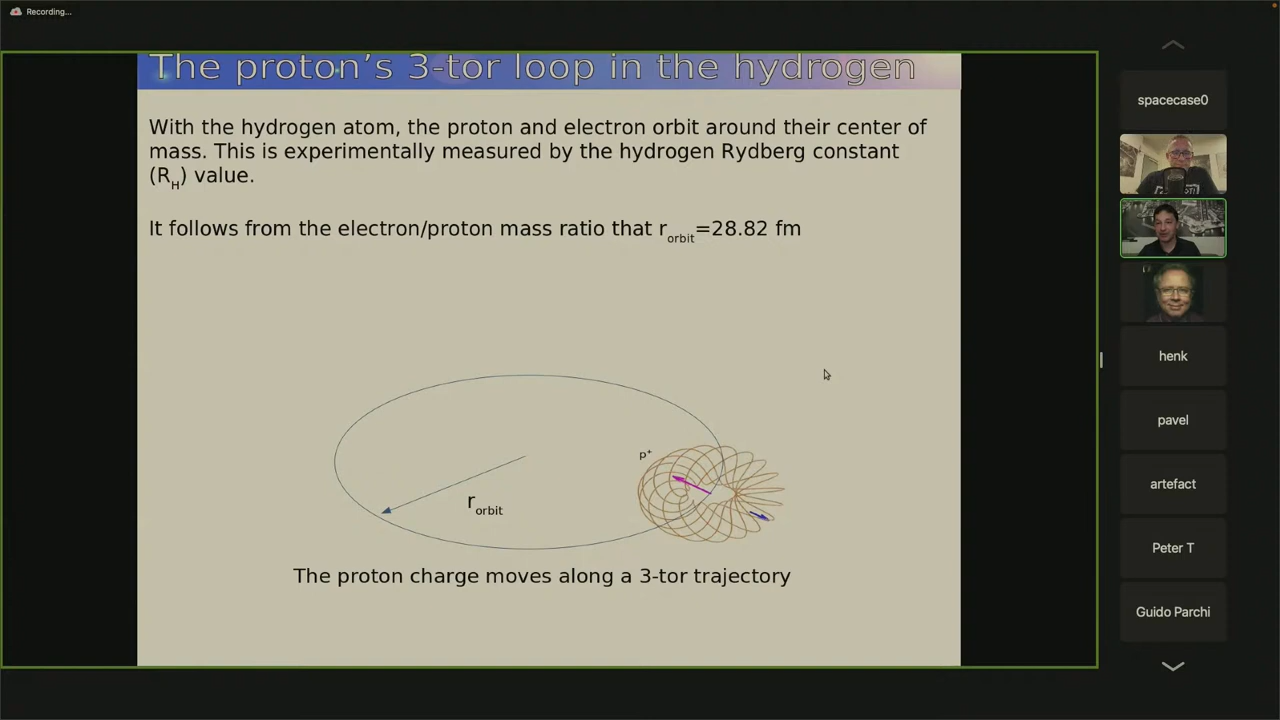 Recording...
The proton's 3-tor loop in the hydrogen
With the hydrogen atom, the proton and electron orbit around their center of
mass. This is experimentally measured by the hydrogen Rydberg constant
(RH) value.
It follows from the electron/proton mass ratio that rorbit=28.82 fm
p+
rorbit
The proton charge moves along a 3-tor trajectory
spacecase0
henk
pavel
artefact
Peter T
Guido Parchi